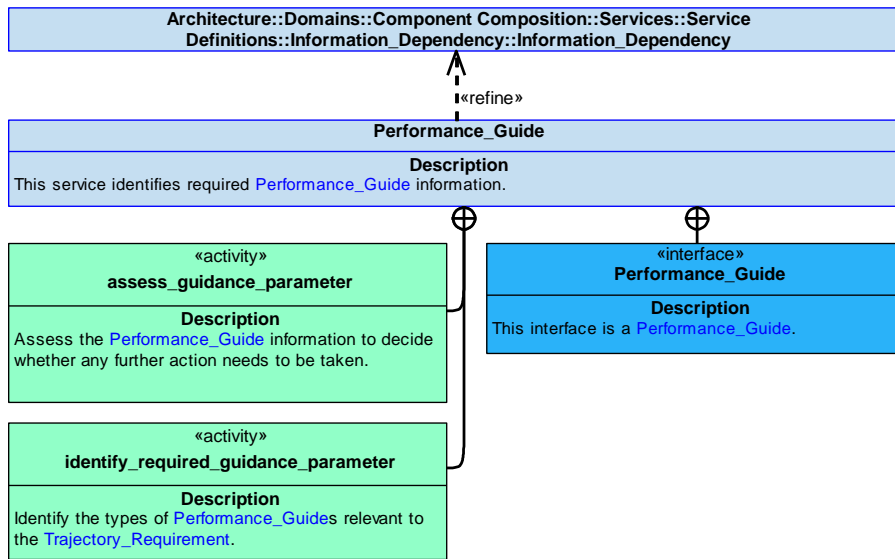 Architecture::Domains::Component Composition::Services::Service
Definitions::Information_Dependency::Information_Dependency
«refine»
Performance_Guide
Description
This service identifies required Performance_Guide information.
«activity»
assess_guidance_parameter
Description
Assess the Performance_Guide information to decide
whether any further action needs to be taken.
«interface»
Performance_Guide
Description
This interface is a Performance_Guide.
«activity»
identify_required_guidance_parameter
Description
Identify the types of Performance_Guides relevant to
the Trajectory_Requirement.